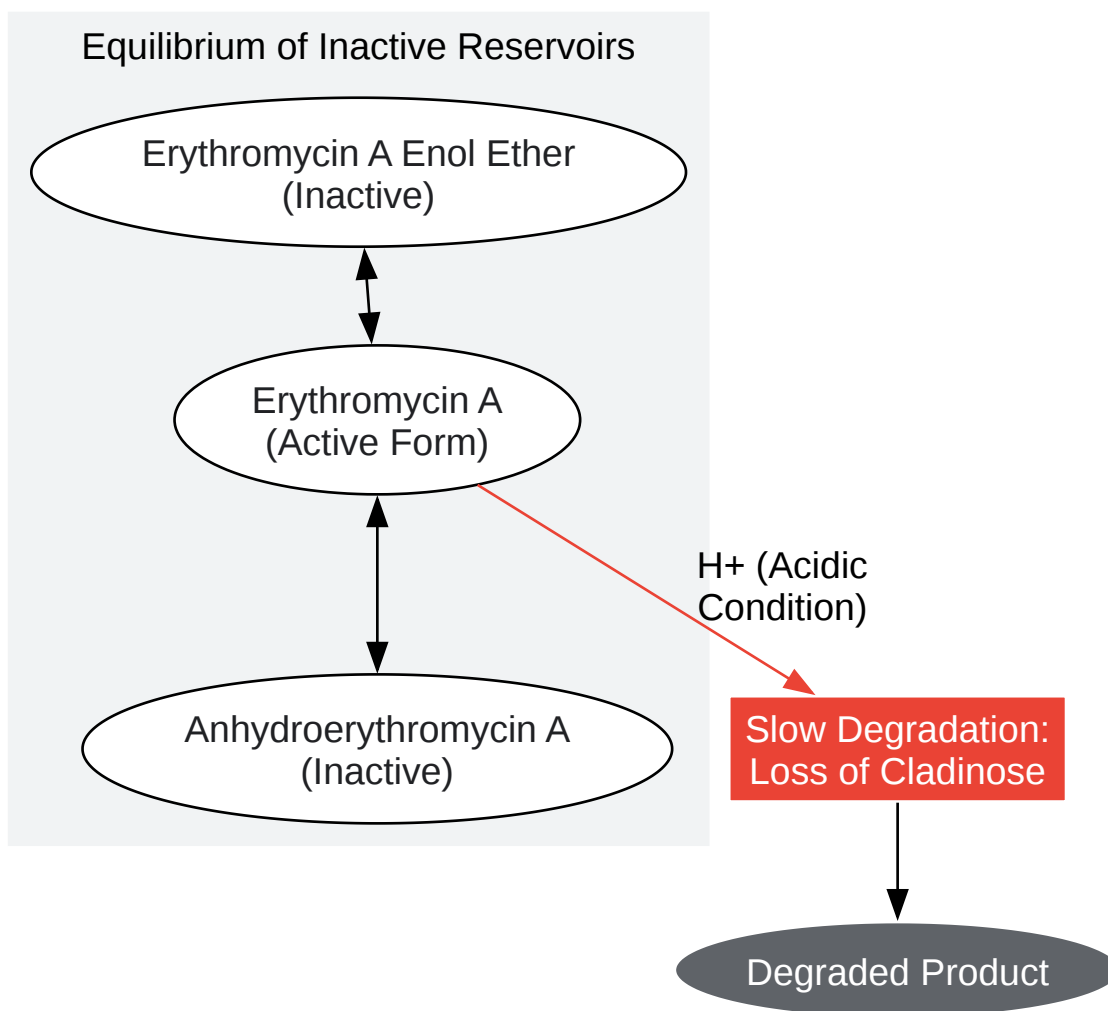 Equilibrium of Inactive Reservoirs
Erythromycin A Enol Ether
(Inactive)
Erythromycin A
(Active Form)
H+ (Acidic
Condition)
Anhydroerythromycin A
(Inactive)
Slow Degradation:
Loss of Cladinose
Degraded Product